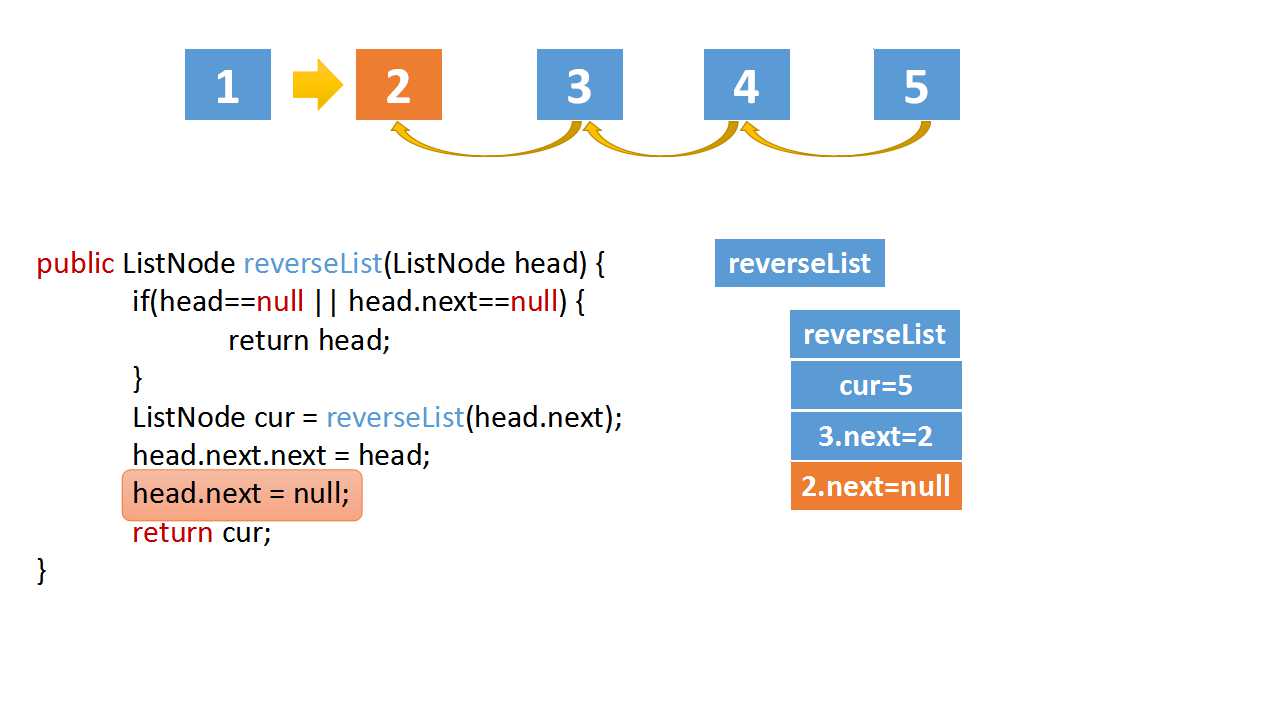 1
2
3
4
5
public ListNode reverseList(ListNode head) {
if(head==null || head.next==null) {
return head;
}
ListNode cur = reverseList(head.next);
head.next.next = head;
head.next = null;
return cur;
}
reverseList
reverseList
cur=5
3.next=2
2.next=null